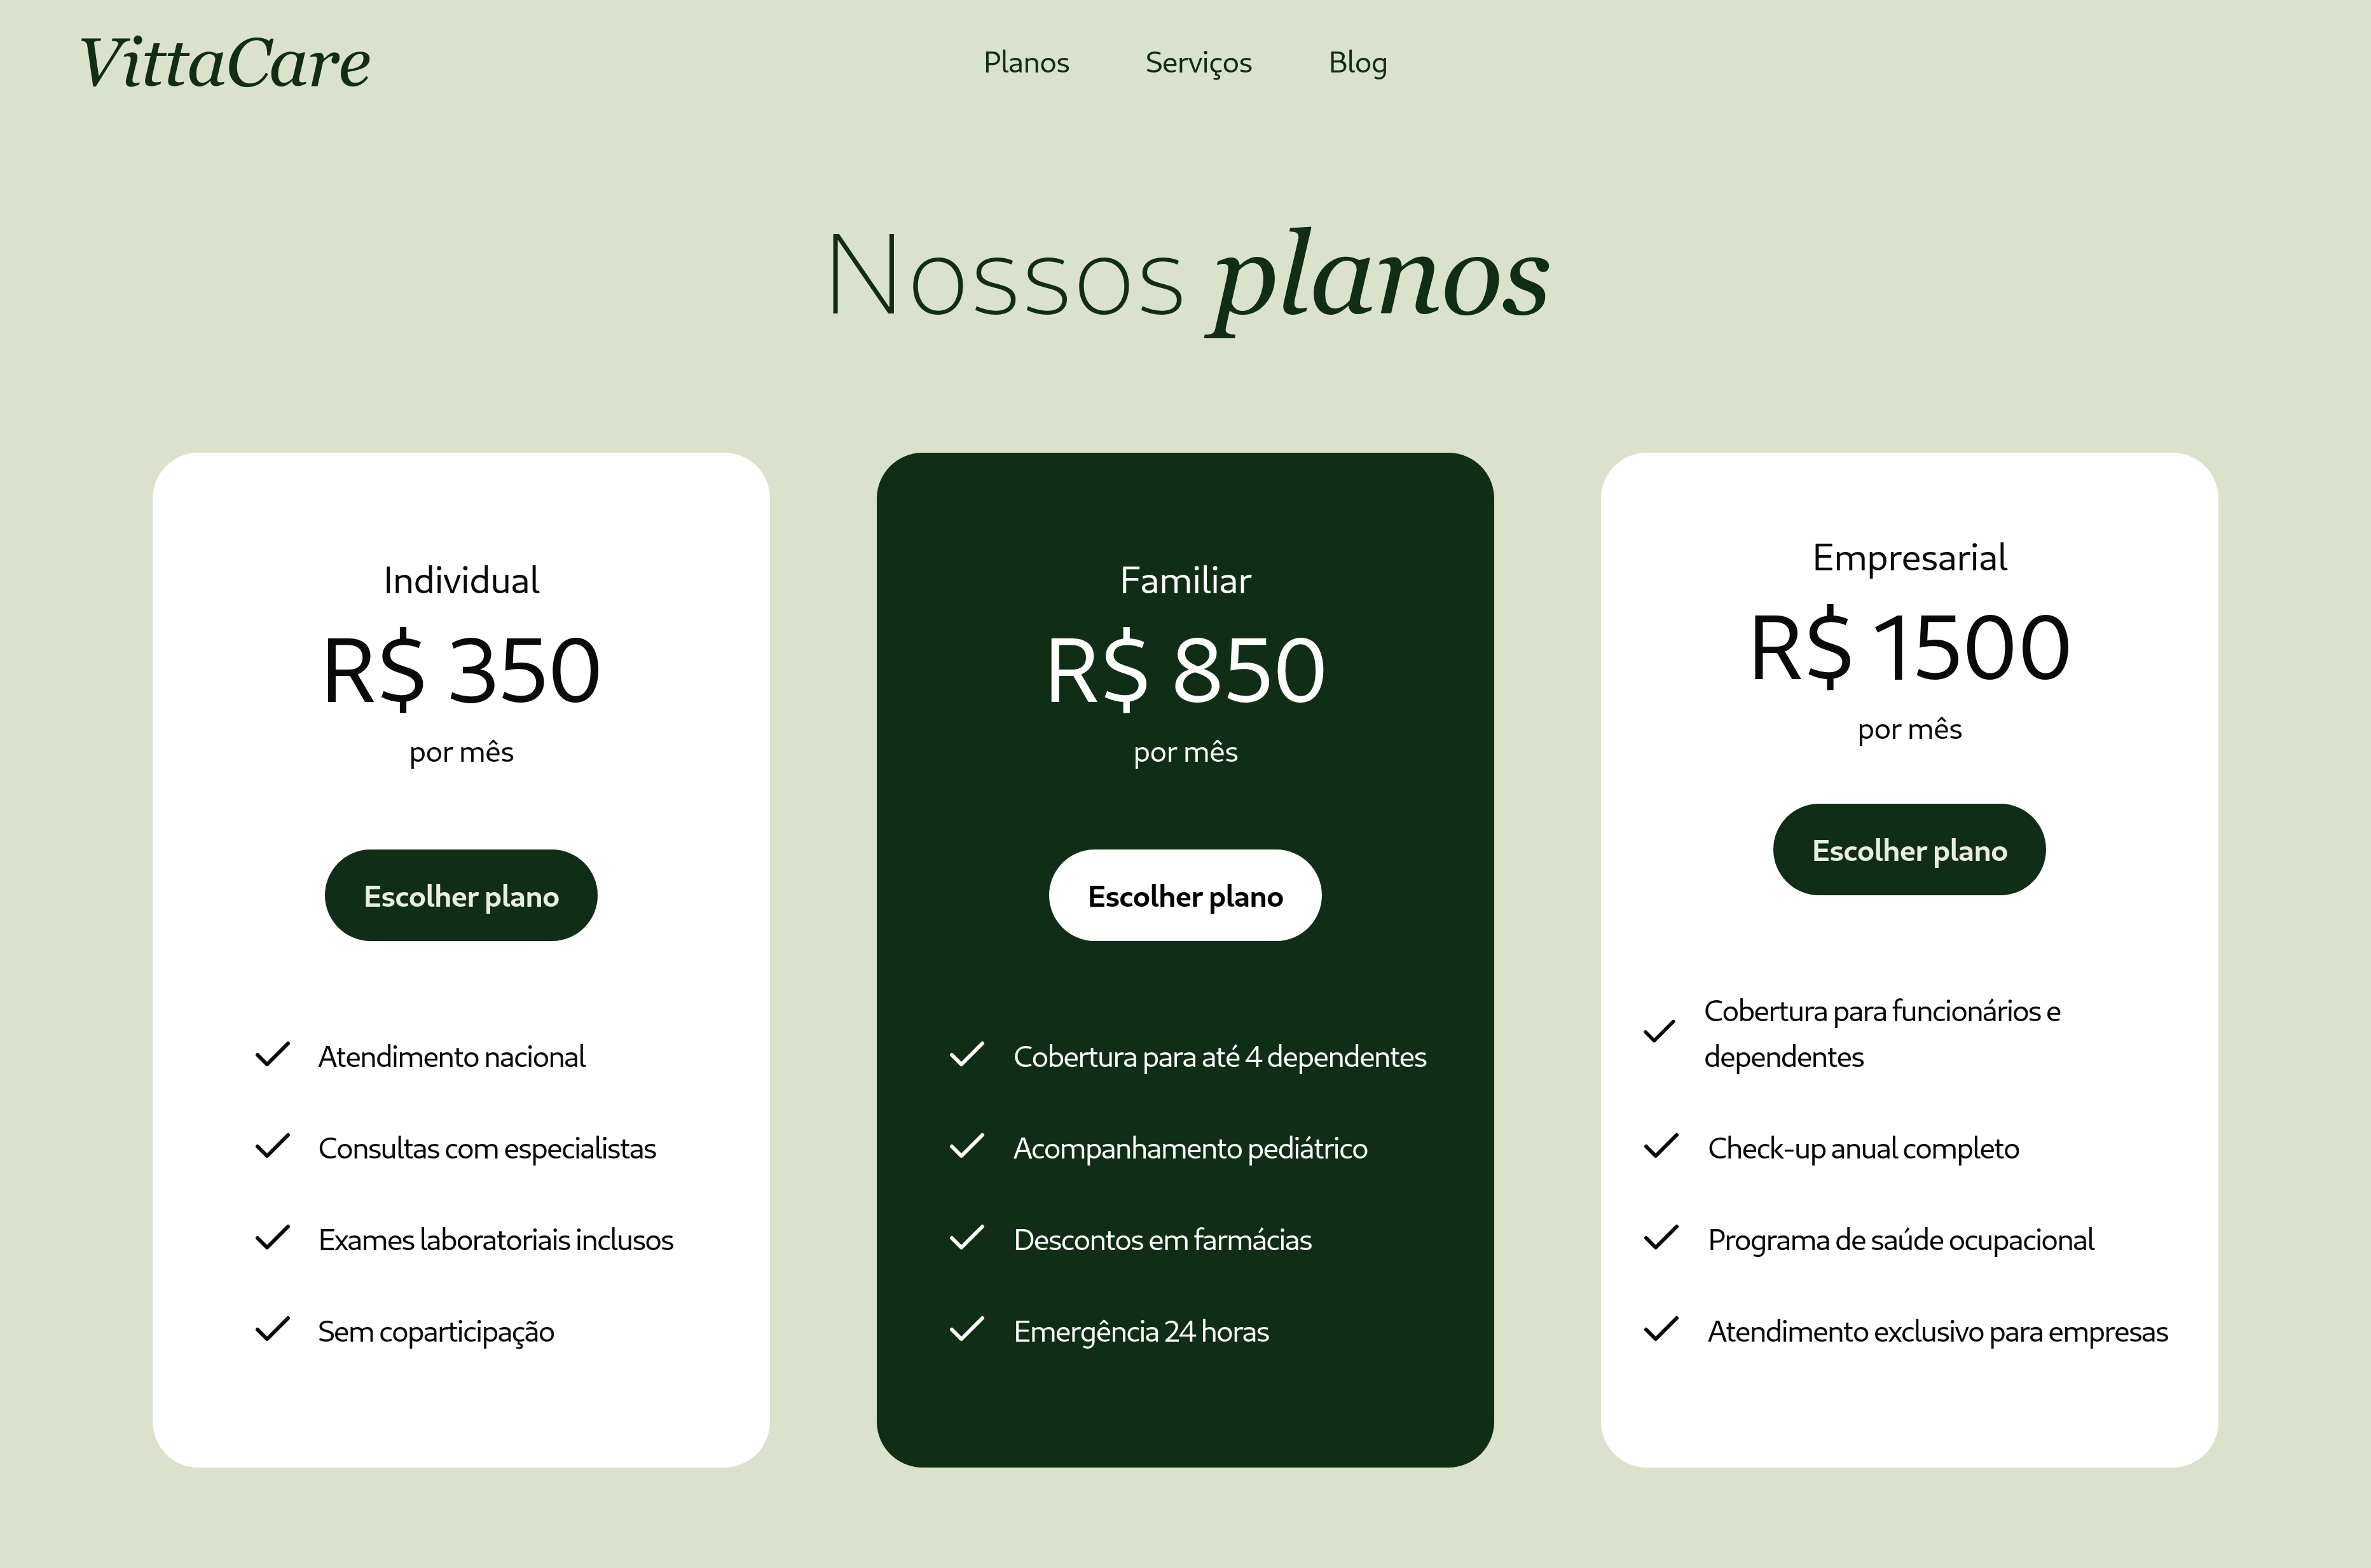 VittaCare
Planos
Serviços
Blog
Nossos planos
Individual
R$ 350
por mês
Escolher plano
Atendimento nacional
Consultas com especialistas
Exames laboratoriais inclusos
Sem coparticipação
Familiar
R$ 850
por mês
Escolher plano
Cobertura para até 4 dependentes
Acompanhamento pediátrico
Descontos em farmácias
Emergência 24 horas
Empresarial
R$ 1500
por mês
Escolher plano
Cobertura para funcionários e
dependentes
Check-up anual completo
Programa de saúde ocupacional
Atendimento exclusivo para empresas